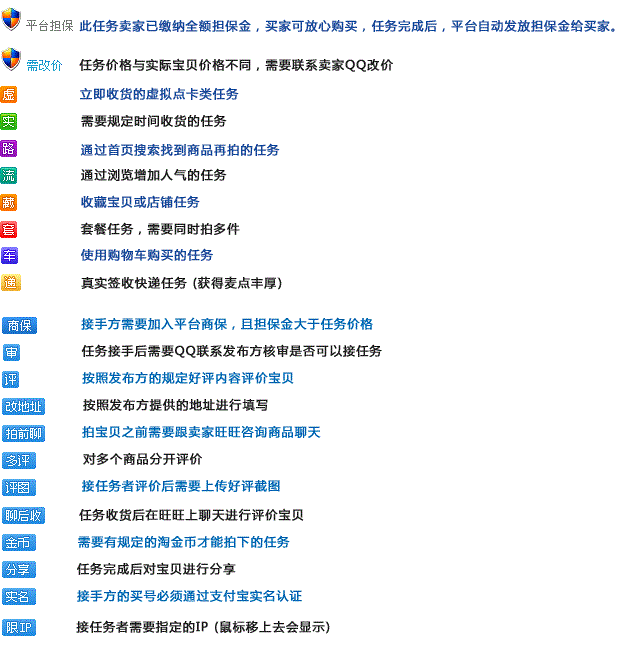 平台担保 此任务卖家已缴纳全额担保金，买家可放心购买，任务完成后，平台自动发放担保金给买家。
需改价 任务价格与实际宝贝价格不同，需要联系卖家QQ改价
虚 立即收货的虚拟点卡类任务
实 需要规定时间收货的任务
路 通过首页搜索找到商品再拍的任务
流 通过浏览增加人气的任务
藏 收藏宝贝或店铺任务
套 套餐任务，需要同时拍多件
车 使用购物车购买的任务
递 真实签收快递任务 (获得麦点丰厚)
商保 接手方需要加入平台商保，且担保金大于任务价格
审 任务接手后需要QQ联系发布方核审是否可以接任务
评 按照发布方的规定好评内容评价宝贝
改地址 按照发布方提供的地址进行填写
拍前聊 拍宝贝之前需要跟卖家旺旺咨询商品聊天
多评 对多个商品分开评价
评图 接任务者评价后需要上传好评截图
聊后收 任务收货后在旺旺上聊天进行评价宝贝
金币 需要有规定的淘金币才能拍下的任务
分享 任务完成后对宝贝进行分享
实名 接手方的买号必须通过支付宝实名认证
限IP 接任务者需要指定的IP (鼠标移上去会显示)